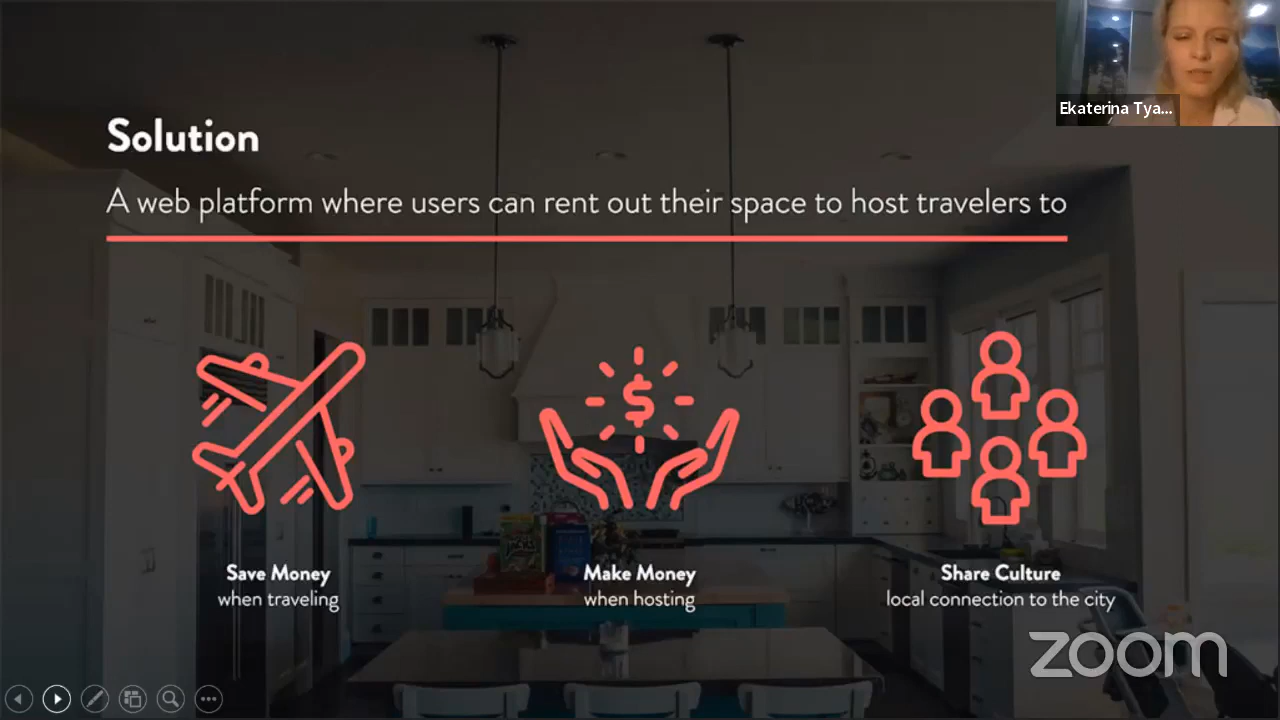 Ekaterina Tya...
Solution
A web platform where users can rent out their space to host travelers to
Save Money
when traveling
Make Money
when hosting
Share Culture
local connection to the city
zoom